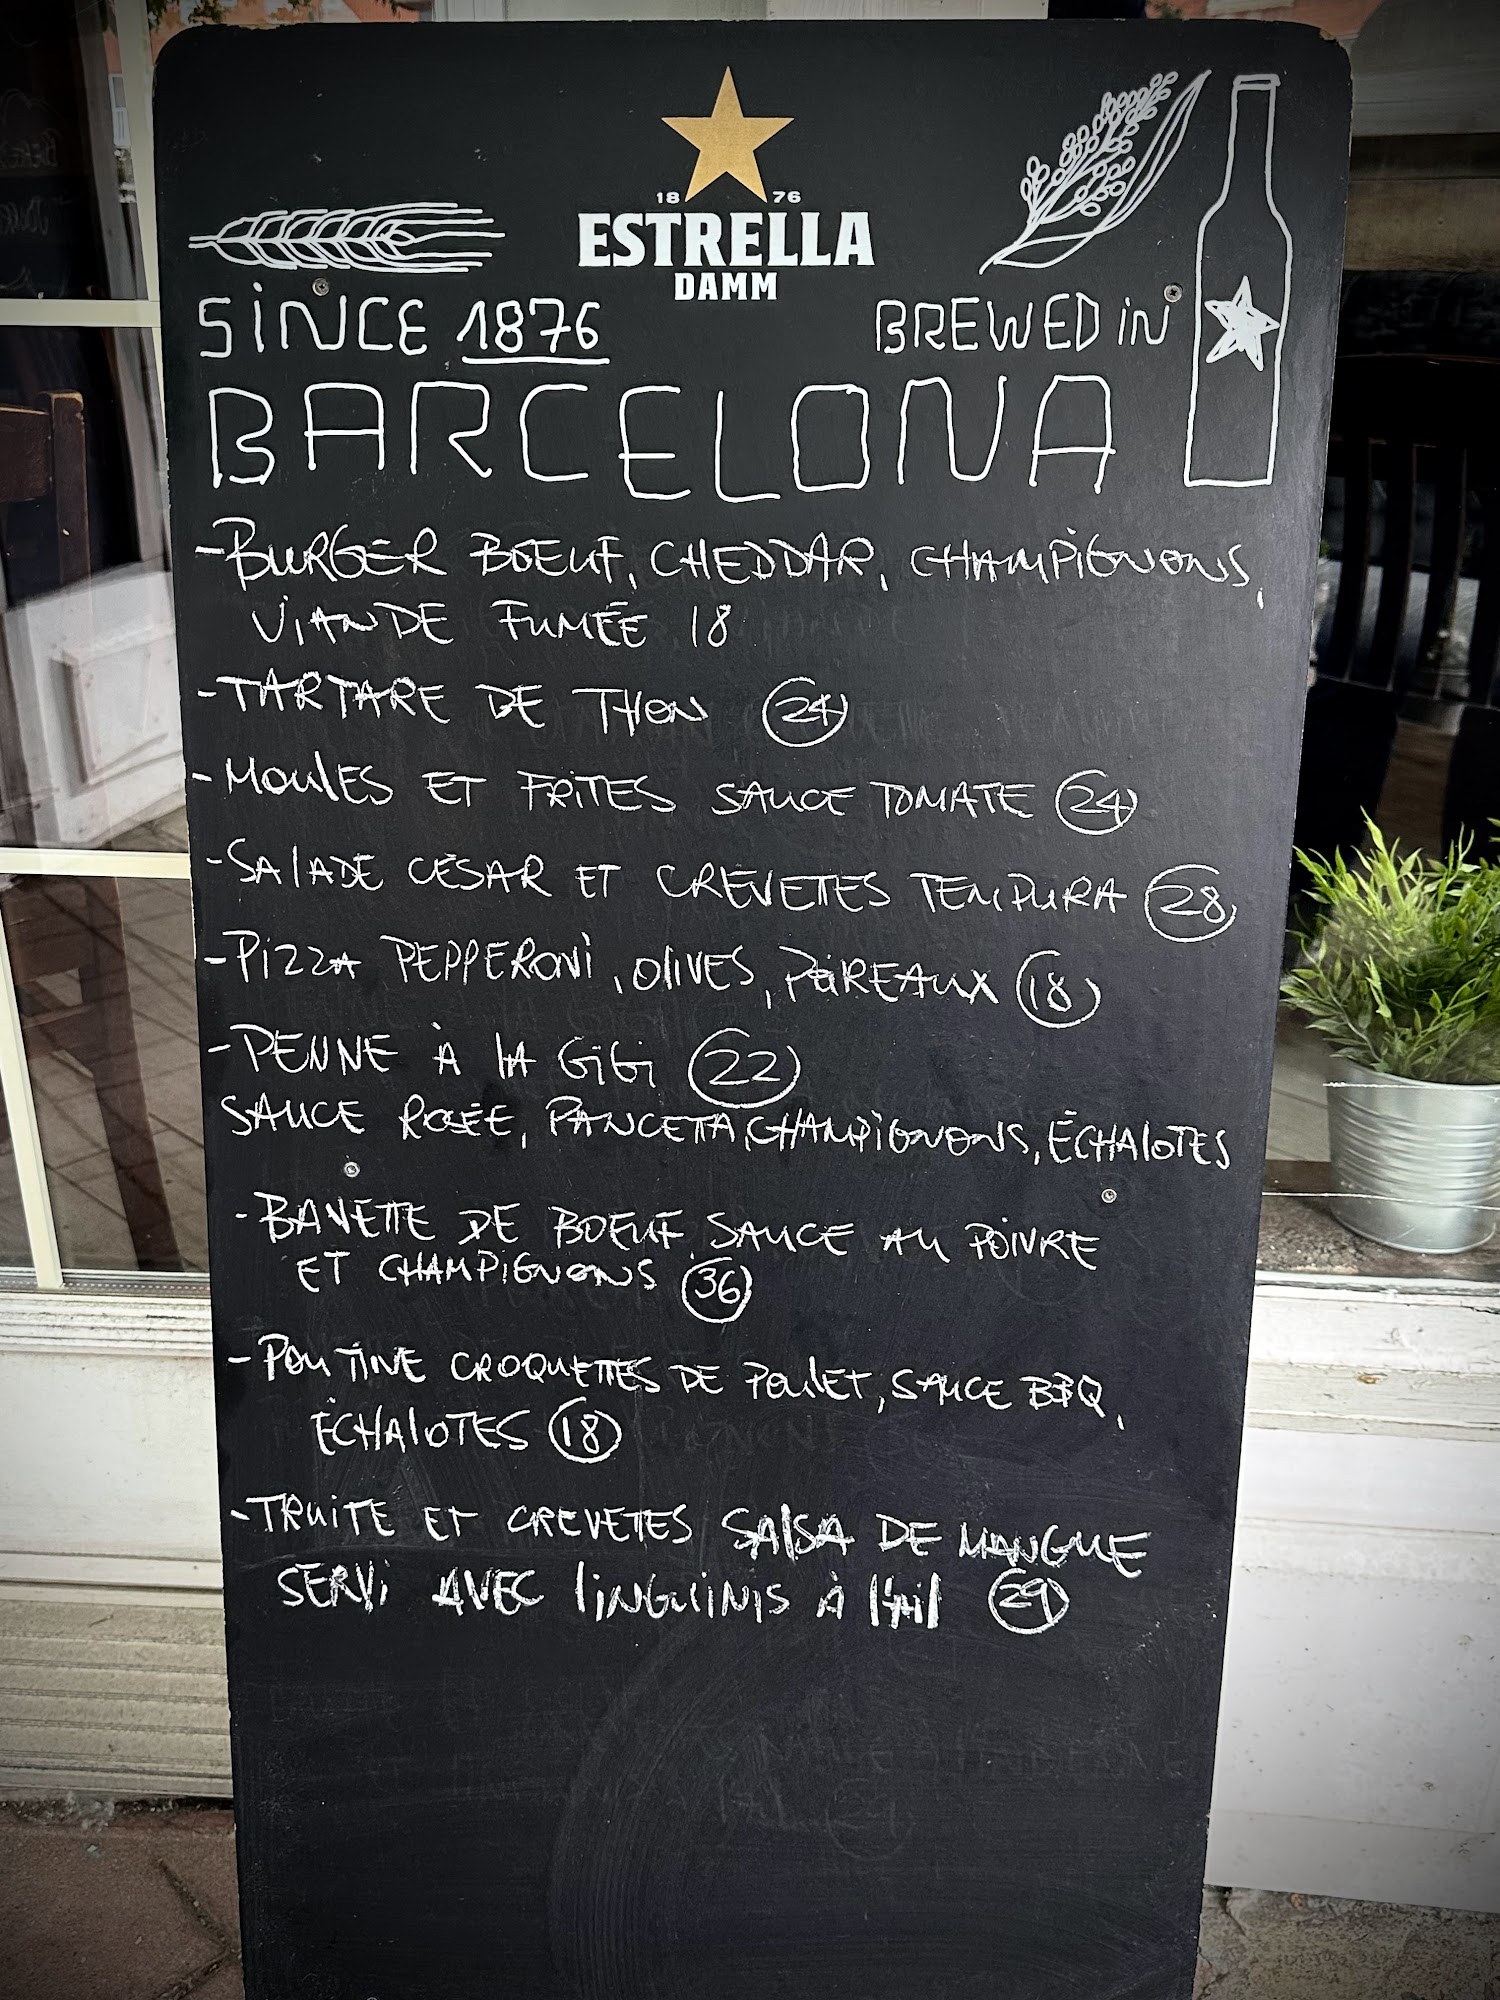 18 76
ESTRELLA
DAMM
SINCE 1876 BREWED IN
BARCELONA
- BURGER BOEUF, CHEDDAR, CHAMPIGNONS,
VIANDE FUMÉE 18
- TARTARE DE THON 24
- MOULES ET FRITES SAUCE TOMATE 24
- SALADE CÉSAR ET CREVETTES TEMPURA 28
- PIZZA PEPPERONI, OLIVES, POIREAUX 18
- PENNE À LA GIGI 22
SAUCE ROSÉE, PANCETTA, CHAMPIGNONS, ÉCHALOTES
- BAVETTE DE BOEUF, SAUCE AU POIVRE
ET CHAMPIGNONS 36
- POUTINE CROQUETTES DE POULET, SAUCE BBQ,
ÉCHALOTES 18
- TRUITE ET CREVETTES SALSA DE MANGUE
SERVI AVEC LINGUINIS À L'AIL 29